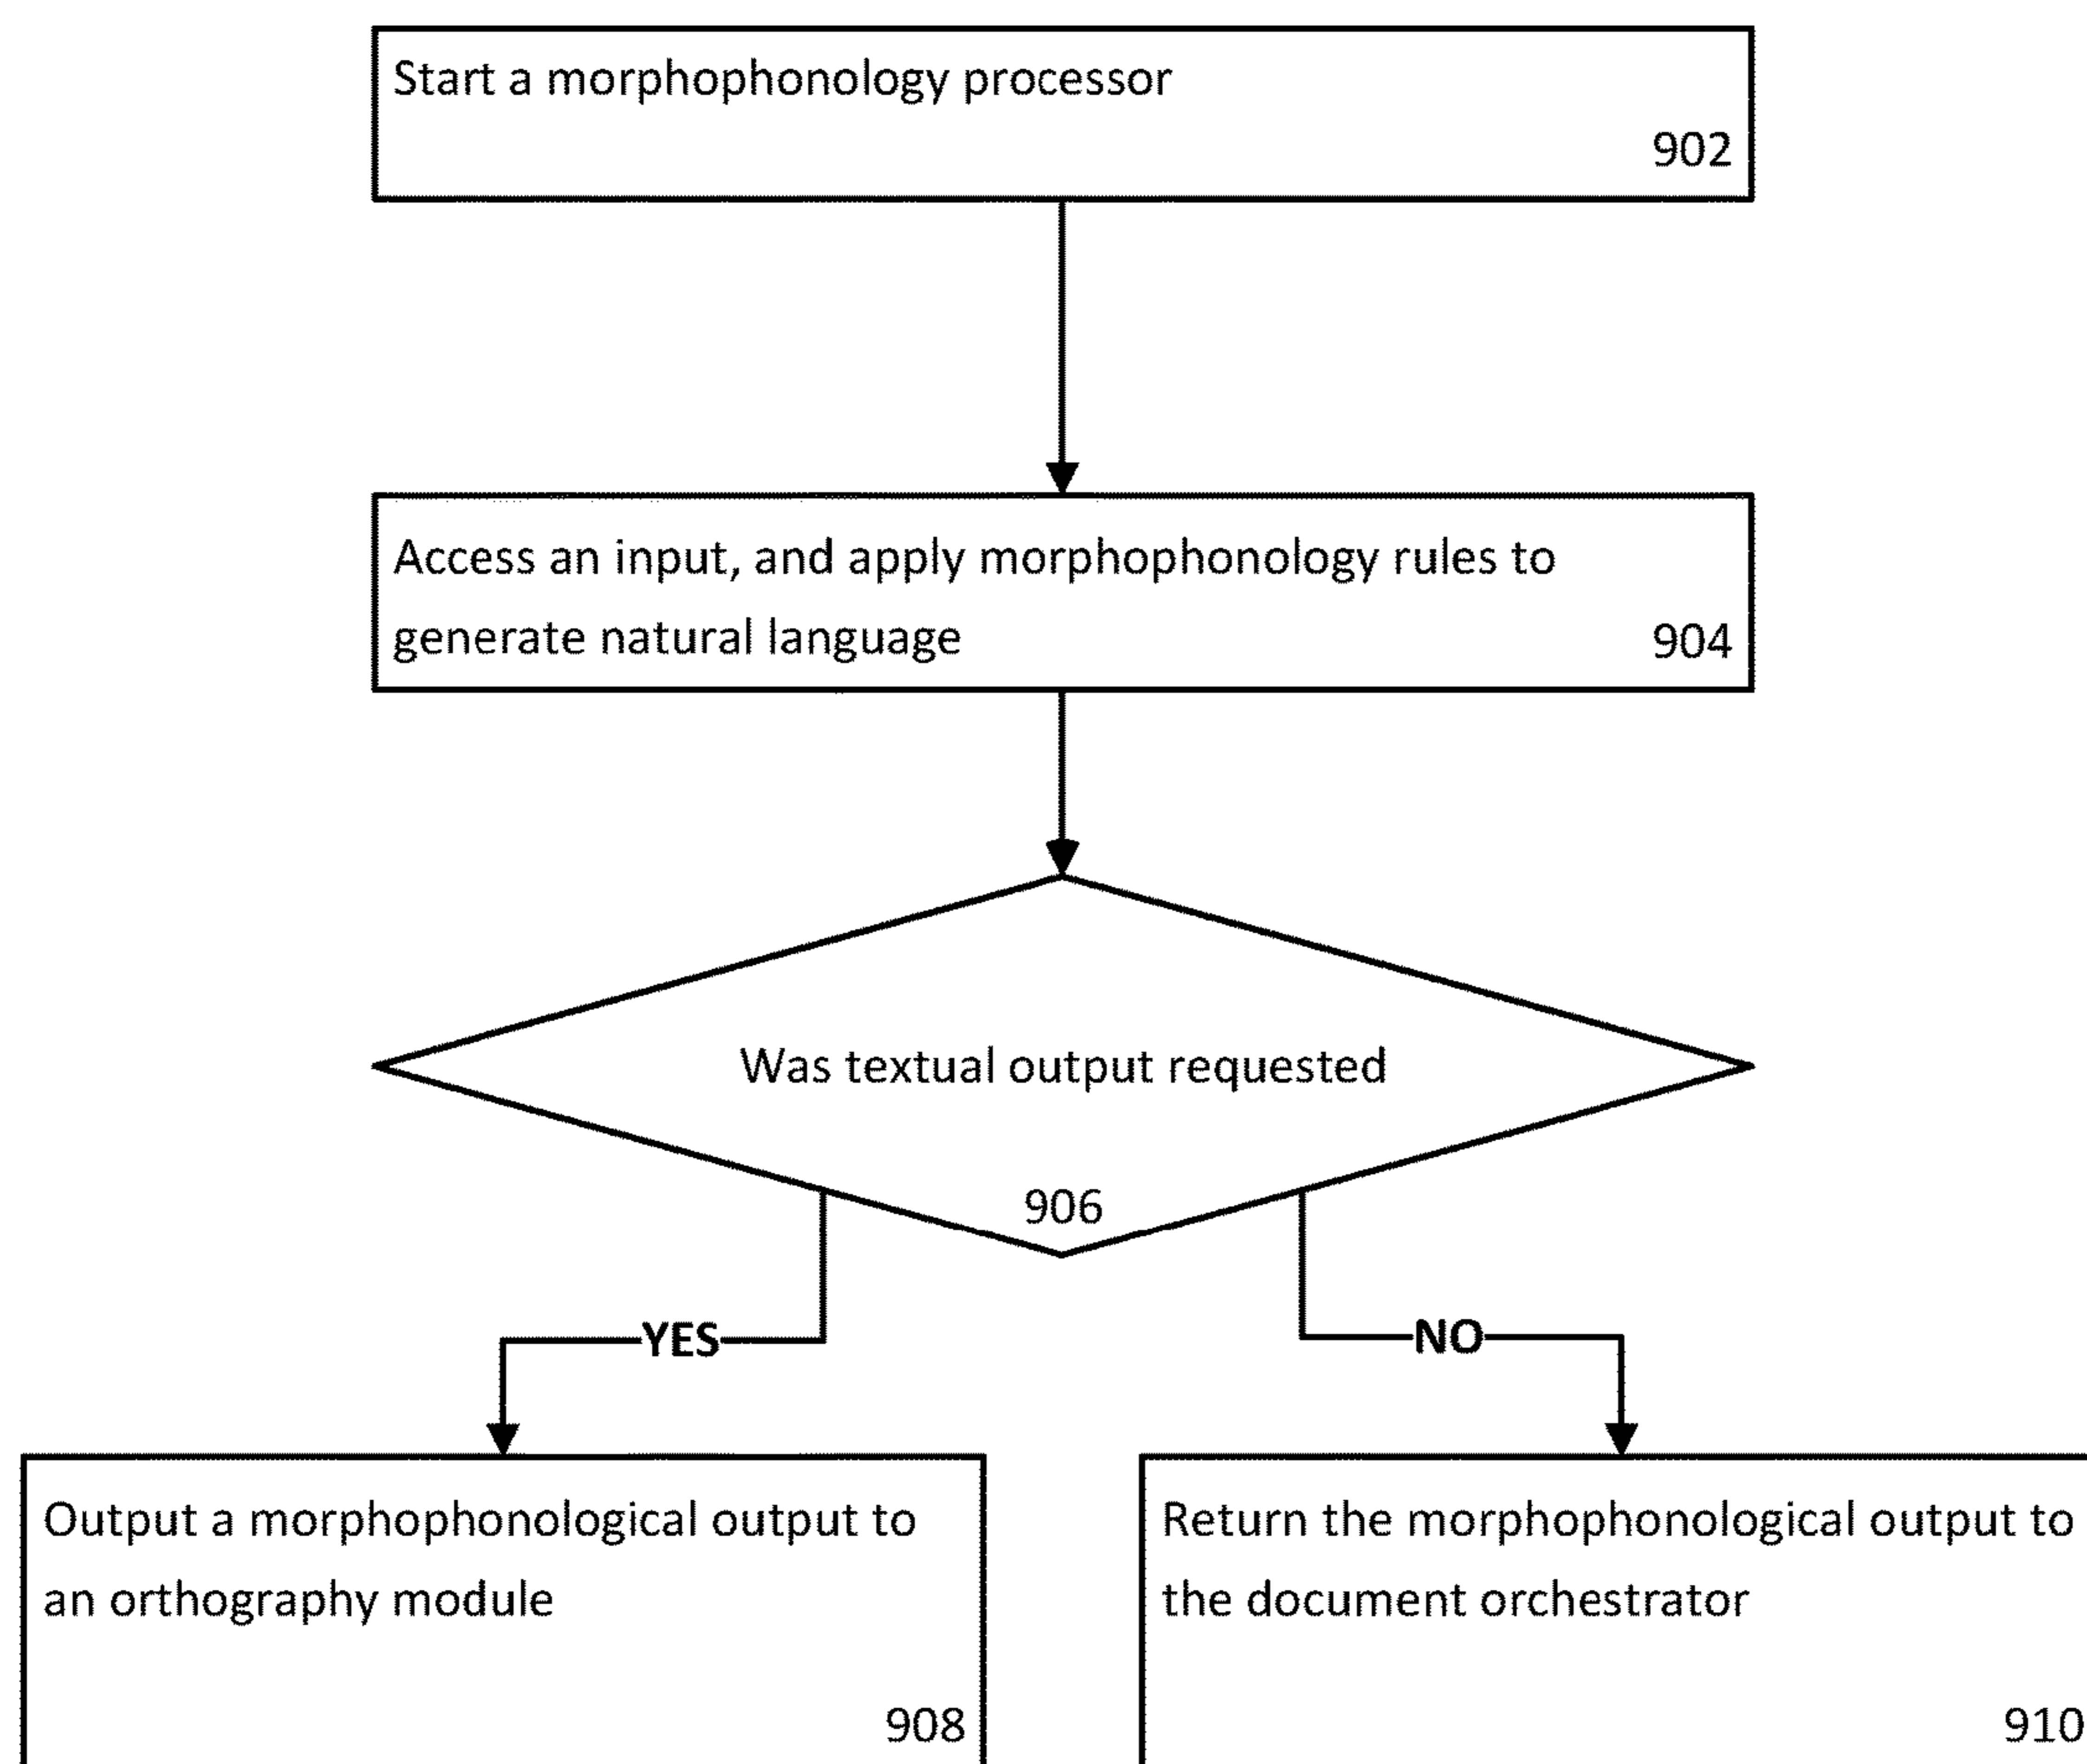 Start a morphophonology processor
902
Access an input, and apply morphophonology rules to
generate natural language
904
Was textual output requested
906
YES
NO
Output a morphophonological output to
an orthography module
908
Return the morphophonological output to
the document orchestrator
910